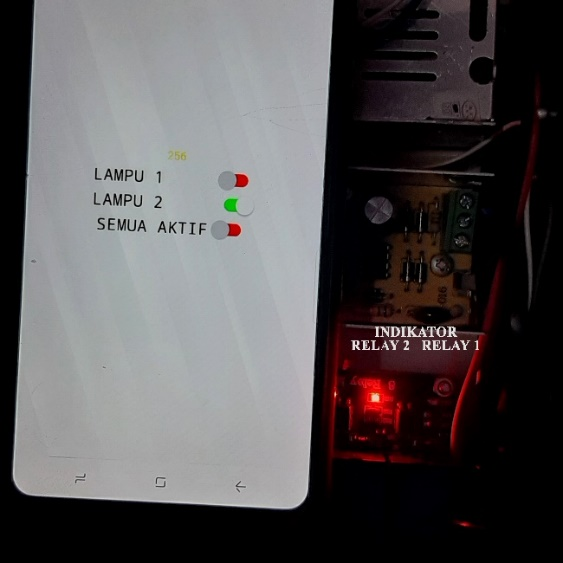 256
LAMPU 1
LAMPU 2
SEMUA AKTIF
INDIKATOR
RELAY 2 RELAY 1